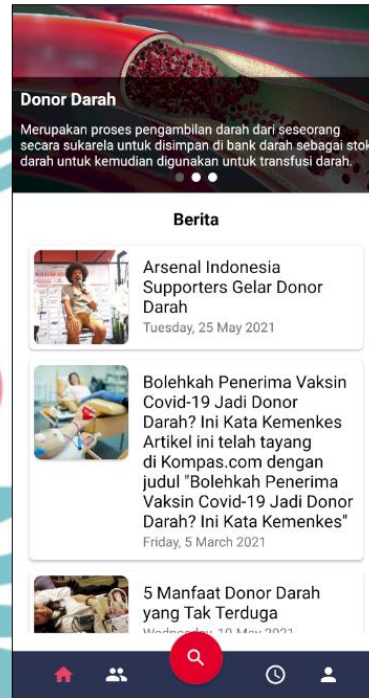 Donor Darah
Merupakan proses pengambilan darah dari seseorang
secara sukarela untuk disimpan di bank darah sebagai stok
darah untuk kemudian digunakan untuk transfusi darah.
Berita
Arsenal Indonesia
Supporters Gelar Donor
Darah
Tuesday, 25 May 2021
Bolehkah Penerima Vaksin
Covid-19 Jadi Donor
Darah? Ini Kata Kemenkes
Artikel ini telah tayang
di Kompas.com dengan
judul "Bolehkah Penerima
Vaksin Covid-19 Jadi Donor
Darah? Ini Kata Kemenkes"
Friday, 5 March 2021
5 Manfaat Donor Darah
yang Tak Terduga
Wednesday, 19 May 2021